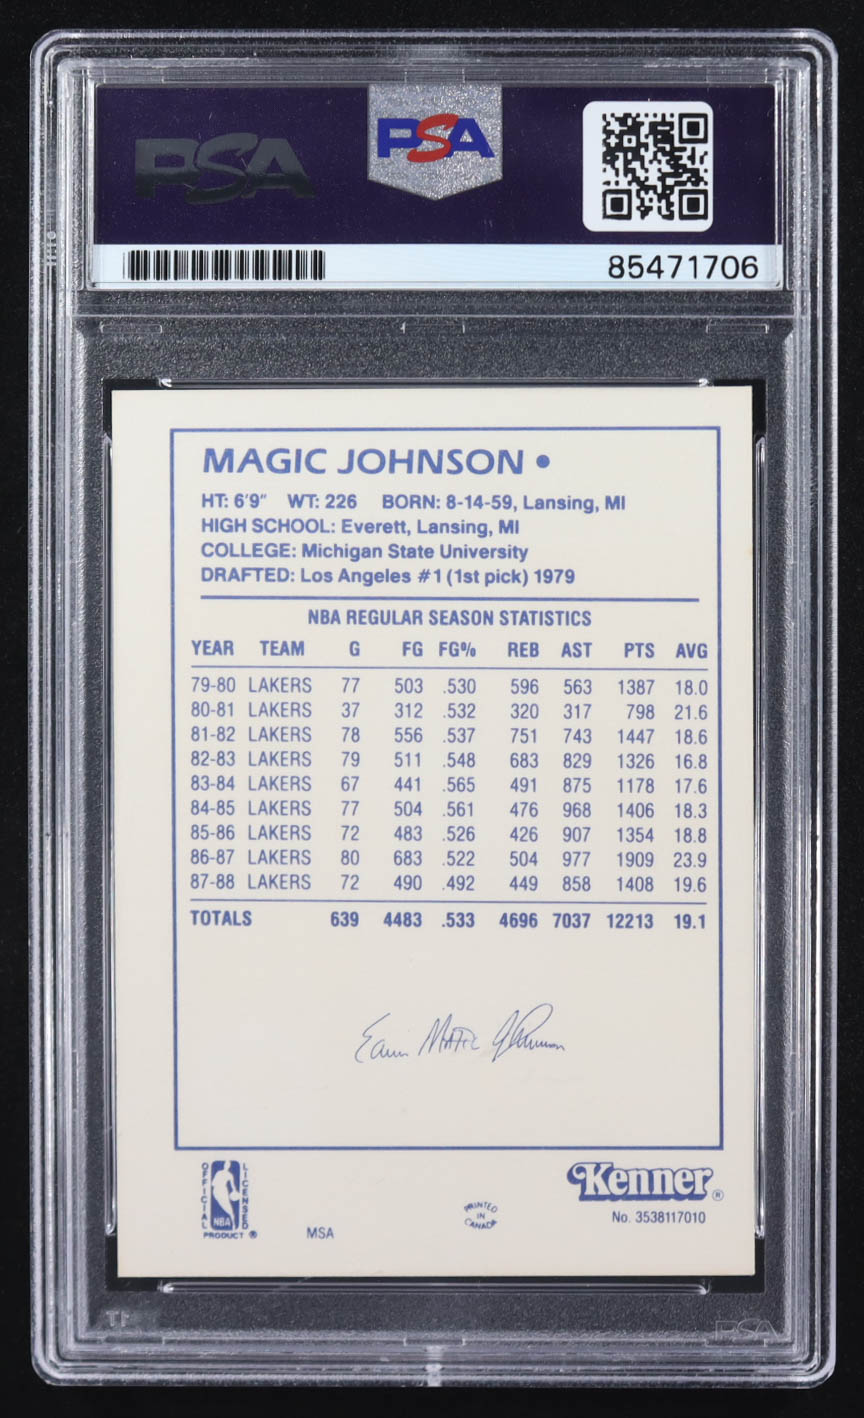 PSA
PSA
85471706
MAGIC JOHNSON •
HT: 6'9" WT: 226 BORN: 8-14-59, Lansing, MI
HIGH SCHOOL: Everett, Lansing, MI
COLLEGE: Michigan State University
DRAFTED: Los Angeles #1 (1st pick) 1979
NBA REGULAR SEASON STATISTICS
YEAR TEAM G FG FG% REB AST PTS AVG
79-80 LAKERS 77 503 .530 596 563 1387 18.0
80-81 LAKERS 37 312 .532 320 317 798 21.6
81-82 LAKERS 78 556 .537 751 743 1447 18.6
82-83 LAKERS 79 511 .548 683 829 1326 16.8
83-84 LAKERS 67 441 .565 491 875 1178 17.6
84-85 LAKERS 77 504 .561 476 968 1406 18.3
85-86 LAKERS 72 483 .526 426 907 1354 18.8
86-87 LAKERS 80 683 .522 504 977 1909 23.9
87-88 LAKERS 72 490 .492 449 858 1408 19.6
TOTALS 639 4483 .533 4696 7037 12213 19.1
Earvin Magic Johnson
OFFICIAL LICENSED
NBA
PRODUCT ®
MSA
PRINTED
IN
CANADA
Kenner®
No. 3538117010
TF
PSA